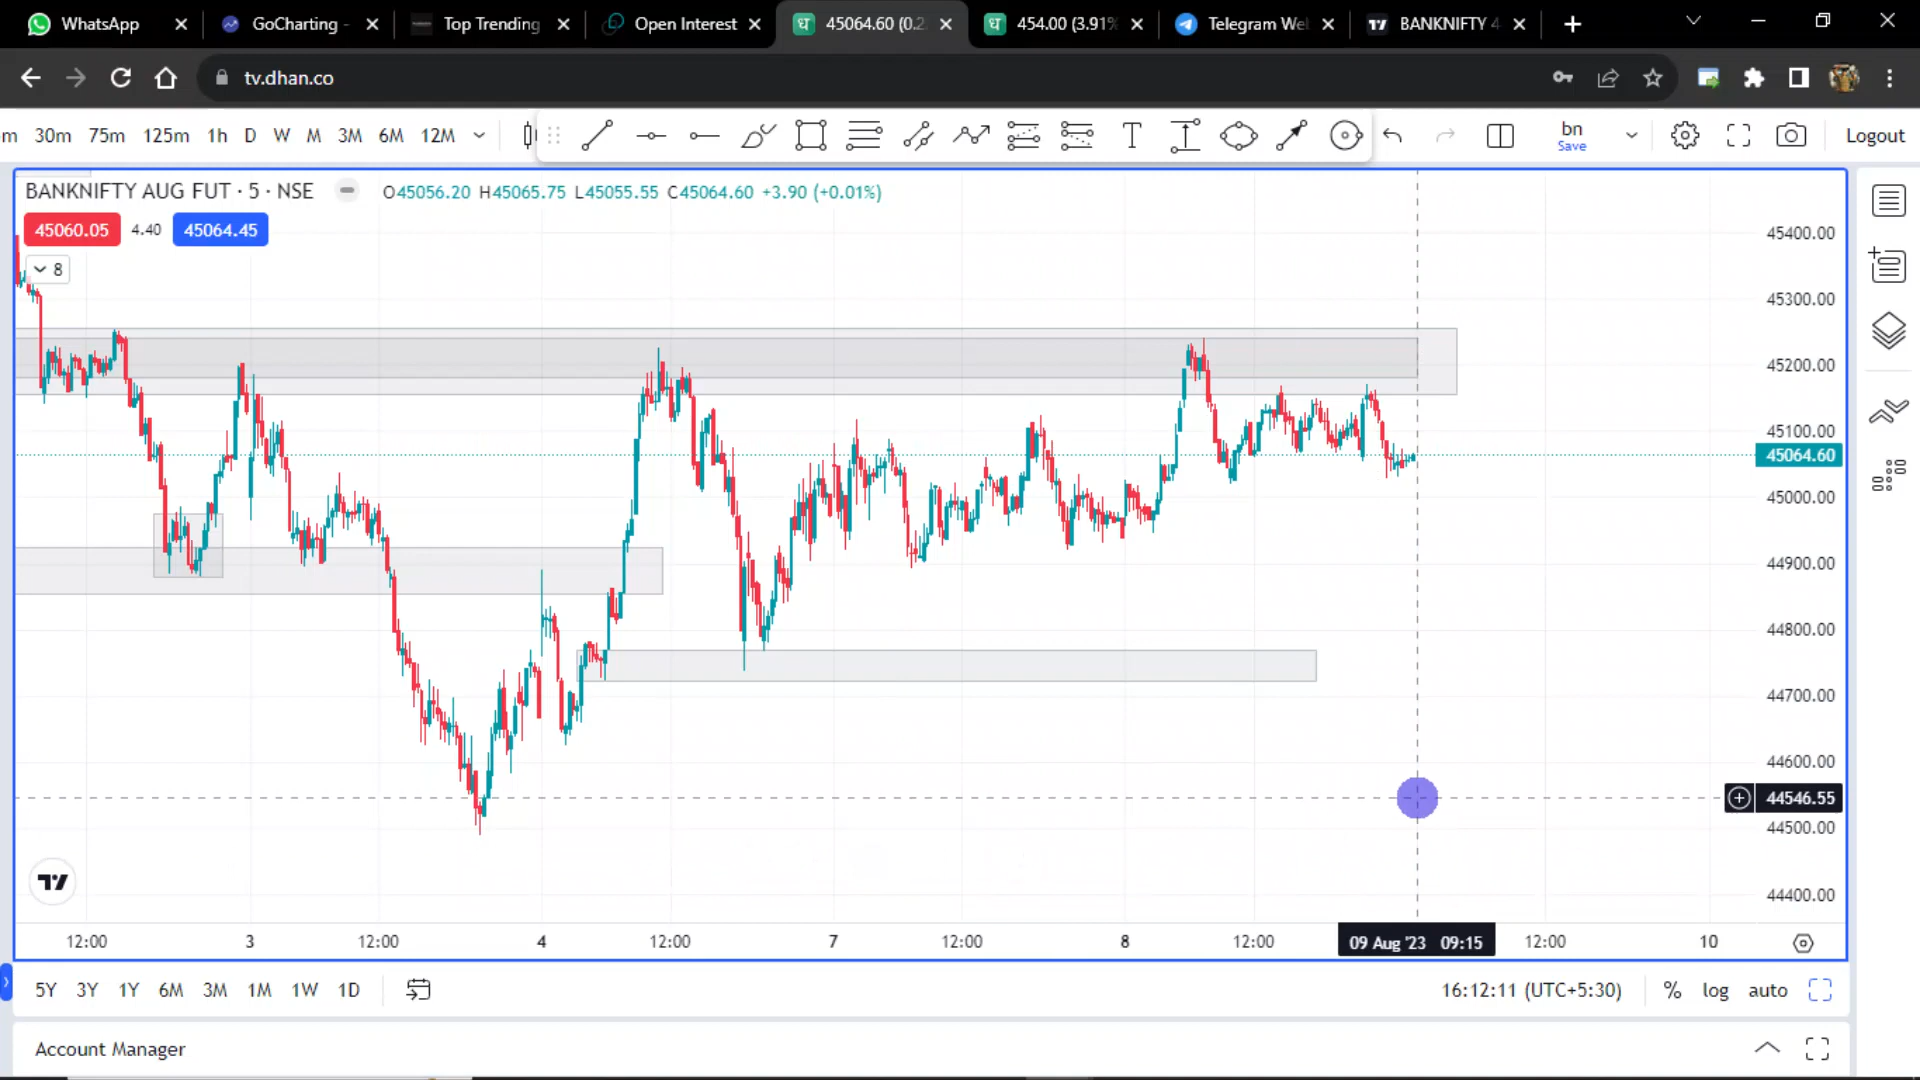 WhatsApp
GoCharting -
Top Trending
Open Interest
धा 45064.60 (0.2
धा 454.00 (3.91%
Telegram We
BANKNIFTY 4
tv.dhan.co
m 30m 75m 125m 1h D W M 3M 6M 12M
T
bn
Save
Logout
BANKNIFTY AUG FUT · 5 · NSE
O45056.20 H45065.75 L45055.55 C45064.60 +3.90 (+0.01%)
45060.05 4.40 45064.45
8
45400.00
45300.00
45200.00
45100.00
45064.60
45000.00
44900.00
44800.00
44700.00
44600.00
44546.55
44500.00
44400.00
12:00 3 12:00 4 12:00 7 12:00 8 12:00 09 Aug '23 09:15 12:00 10
5Y 3Y 1Y 6M 3M 1M 1W 1D
16:12:11 (UTC+5:30) % log auto
Account Manager